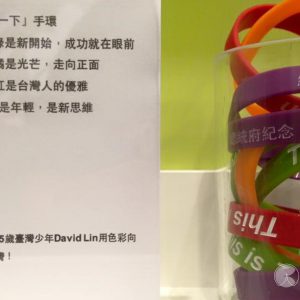 一下」手環
是新開始，成功就在眼前
是光芒，走向正面
是台灣人的優雅
是年輕，是新思維
5歲臺灣少年David Lin用色彩向
！
總統府紀念
This
is is